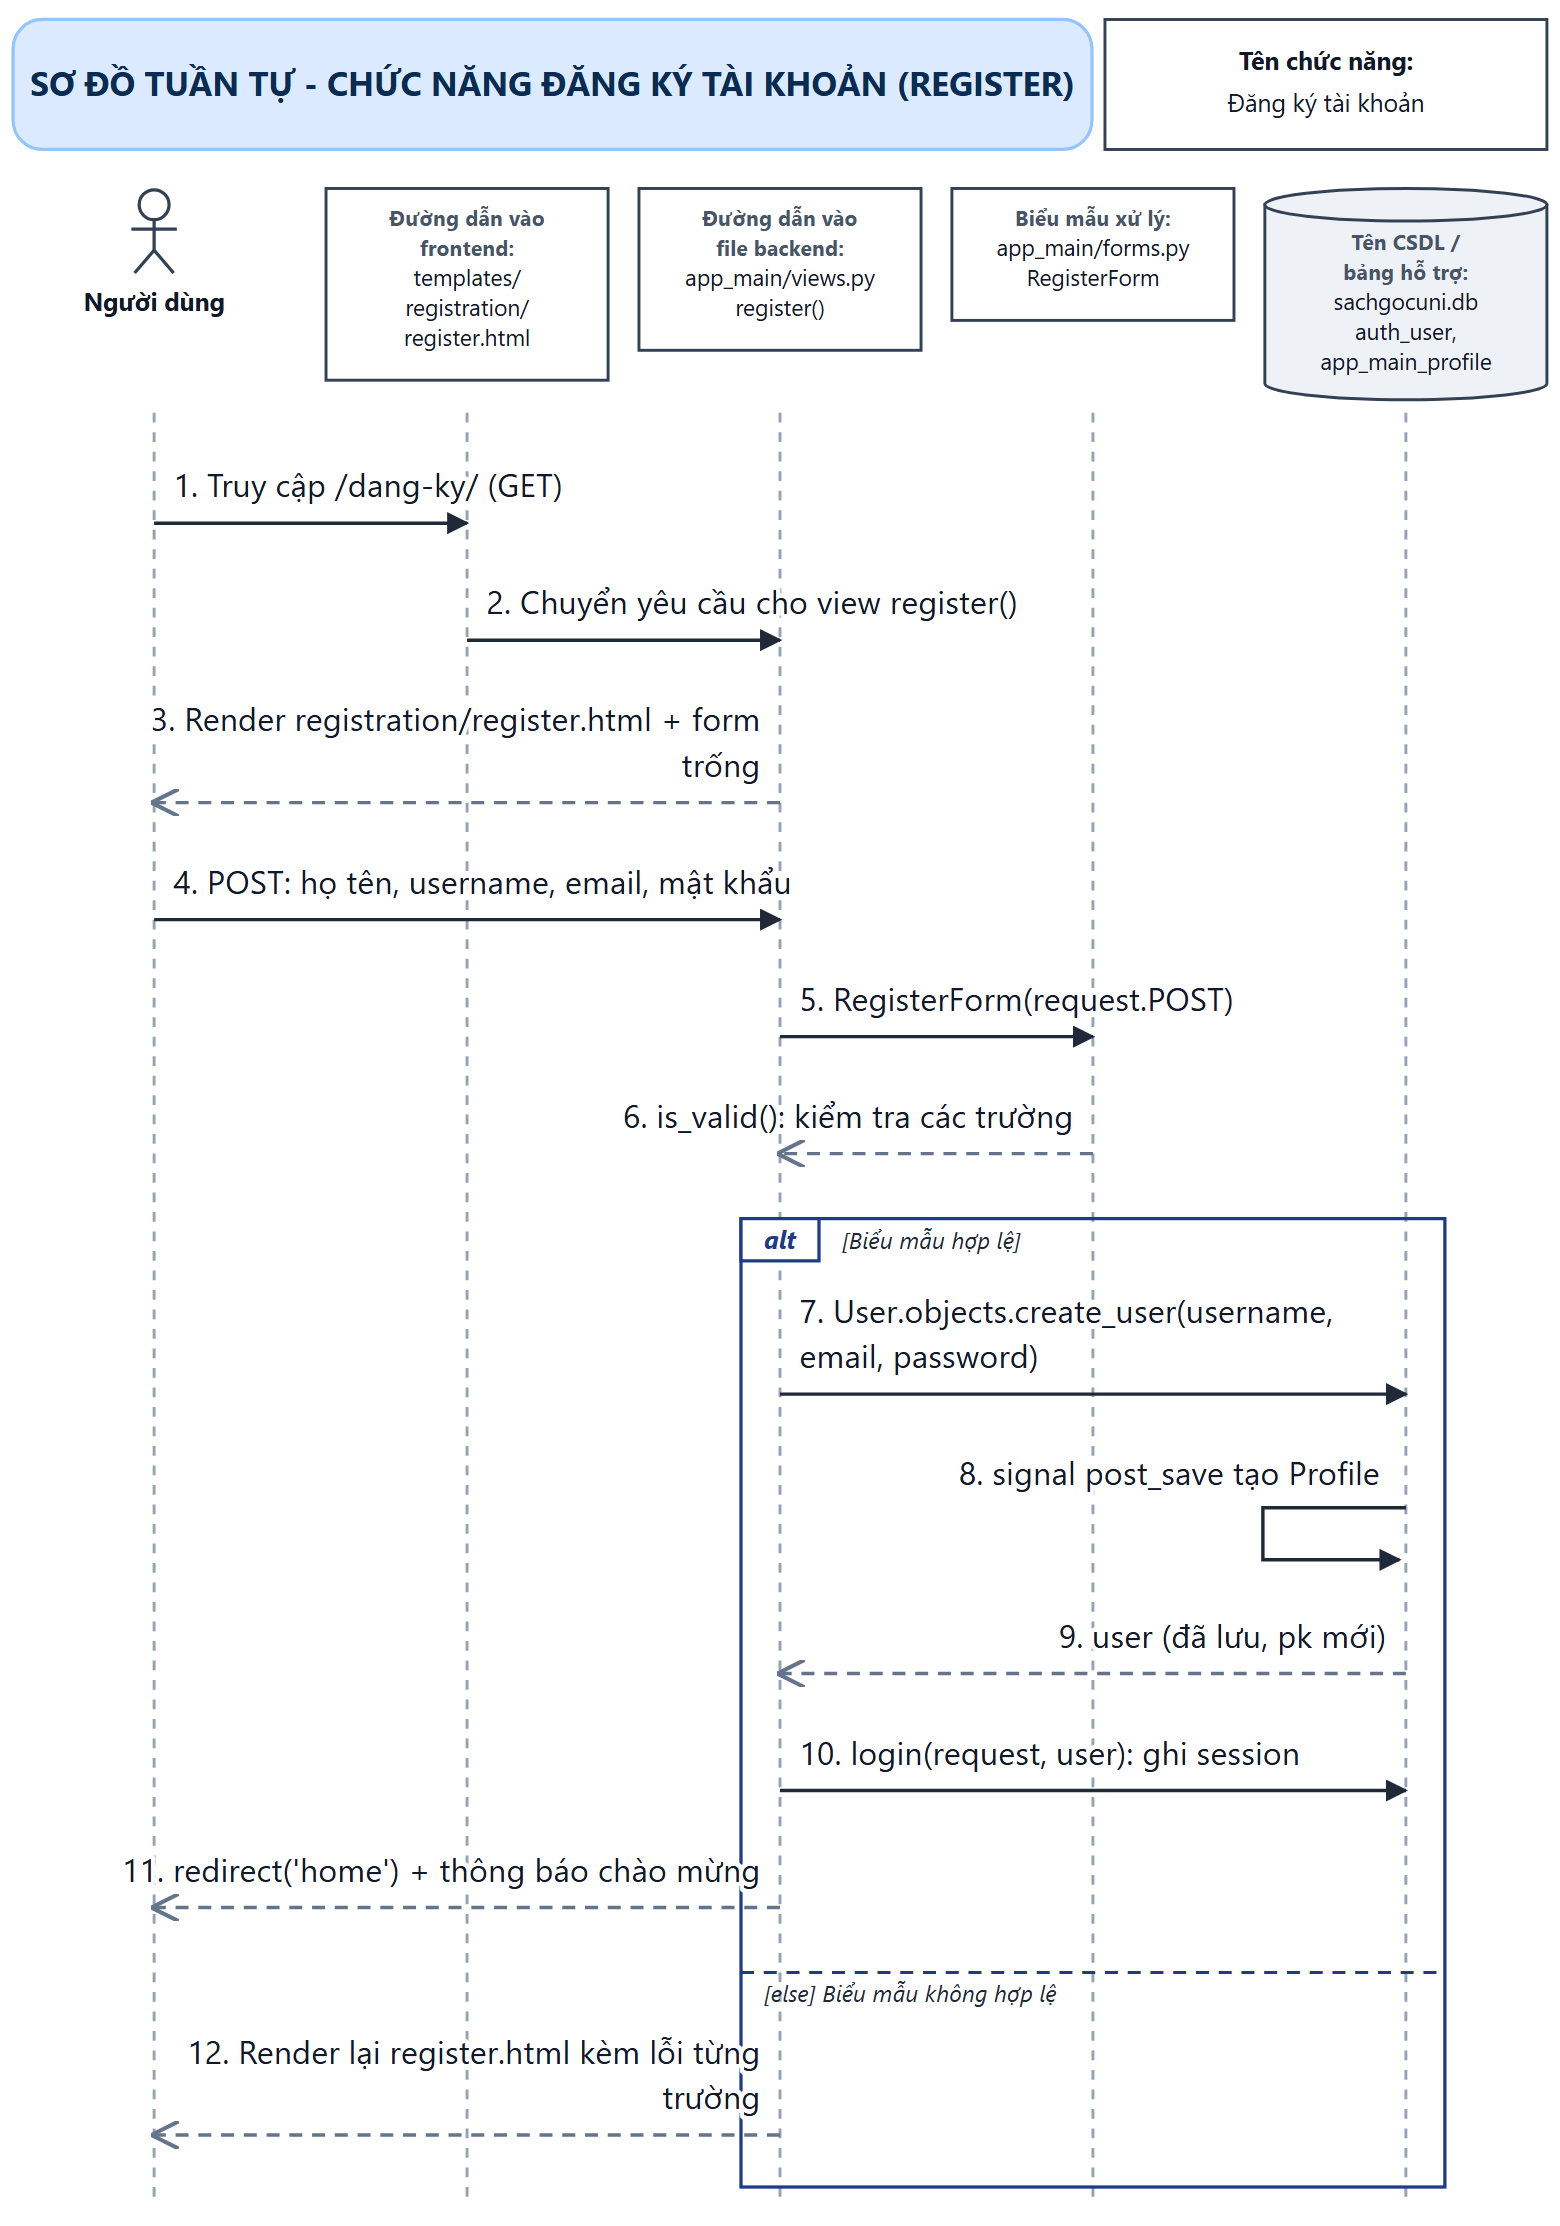 SƠ ĐỒ TUẦN TỰ - CHỨC NĂNG ĐĂNG KÝ TÀI KHOẢN (REGISTER)
Tên chức năng:
Đăng ký tài khoản
Người dùng
Đường dẫn vào
frontend:
templates/
registration/
register.html
Đường dẫn vào
file backend:
app_main/views.py
register()
Biểu mẫu xử lý:
app_main/forms.py
RegisterForm
Tên CSDL /
bảng hỗ trợ:
sachgocuni.db
auth_user,
app_main_profile
1. Truy cập /dang-ky/ (GET)
2. Chuyển yêu cầu cho view register()
3. Render registration/register.html + form
trống
4. POST: họ tên, username, email, mật khẩu
5. RegisterForm(request.POST)
6. is_valid(): kiểm tra các trường
alt
[Biểu mẫu hợp lệ]
7. User.objects.create_user(username,
email, password)
8. signal post_save tạo Profile
9. user (đã lưu, pk mới)
10. login(request, user): ghi session
11. redirect('home') + thông báo chào mừng
[else] Biểu mẫu không hợp lệ
12. Render lại register.html kèm lỗi từng
trường